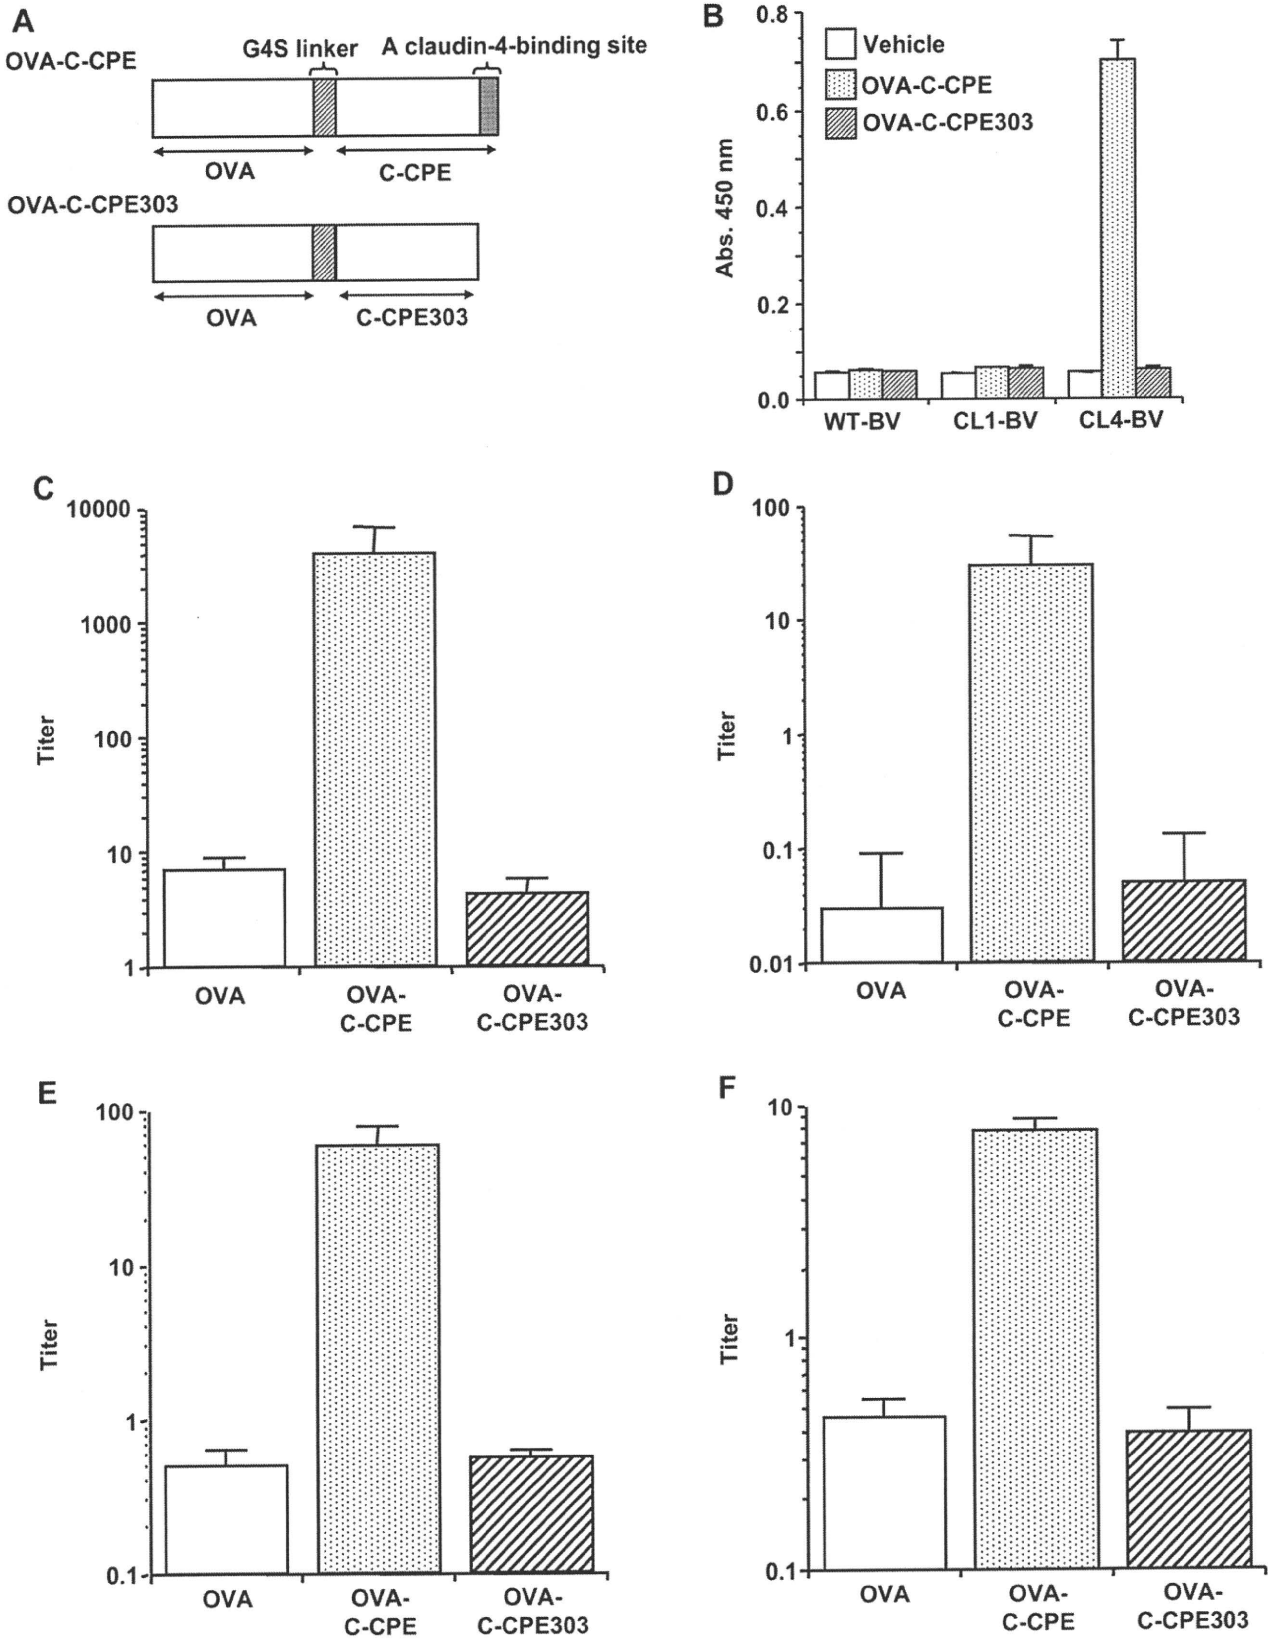 A
G4S linker
A claudin-4-binding site
OVA-C-CPE
OVA
C-CPE
OVA-C-CPE303
OVA
C-CPE303
B
0.8
0.6
0.4
0.2
0.0
Abs. 450 nm
Vehicle
OVA-C-CPE
OVA-C-CPE303
WT-BV
CL1-BV
CL4-BV
C
10000
1000
100
10
1
Titer
OVA
OVA-
C-CPE
OVA-
C-CPE303
D
100
10
1
0.1
0.01
Titer
OVA
OVA-
C-CPE
OVA-
C-CPE303
E
100
10
1
0.1
Titer
OVA
OVA-
C-CPE
OVA-
C-CPE303
F
10
1
0.1
Titer
OVA
OVA-
C-CPE
OVA-
C-CPE303